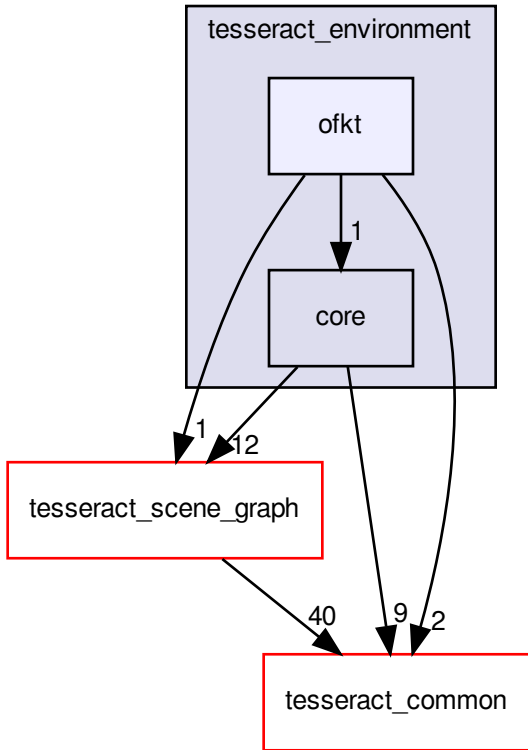 tesseract_environment
ofkt
1
core
1
12
tesseract_scene_graph
40
9
2
tesseract_common